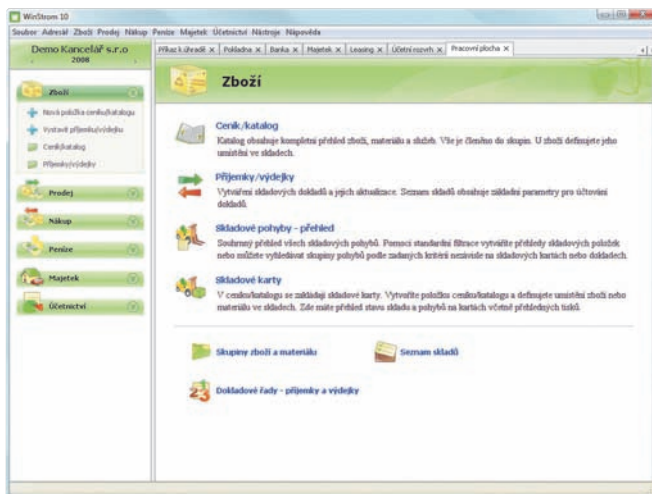 WinStrom 10
Soubor Adresář Zboží Prodej Nákup Peníze Majetek Účetnictví Nástroje Nápověda
Demo Kancelář s.r.o
2008
Příkaz k úhradě x Pokladna x Banka x Majetek x Leasing x Účetní rozvrh x Pracovní plocha x
Zboží
Nová položka ceníku/katalogu
Vystavit příjemku/výdejku
Ceník/katalog
Příjemky/výdejky
Prodej
Nákup
Peníze
Majetek
Účetnictví
Zboží
Ceník/katalog
Katalog obsahuje kompletní přehled zboží, materiálu a služeb. Vše je členěno do skupin. U zboží definujete jeho
umístění ve skladech.
Příjemky/výdejky
Vytváření skladových dokladů a jejich aktualizace. Seznam skladů obsahuje základní parametry pro účtování
dokladů.
Skladové pohyby - přehled
Souhrnný přehled všech skladových pohybů. Pomocí standardní filtrace vytváříte přehledy skladových položek
nebo můžete vyhledávat skupiny pohybů podle zadaných kritérií nezávisle na skladových kartách nebo dokladech.
Skladové karty
V ceníku/katalogu se zakládají skladové karty. Vytvoříte položku ceníku/katalogu a definujete umístění zboží nebo
materiálu ve skladech. Zde máte přehled stavu skladu a pohybů na kartách včetně přehledných tisků.
Skupiny zboží a materiálu
Seznam skladů
Dokladové řady - příjemky a výdejky